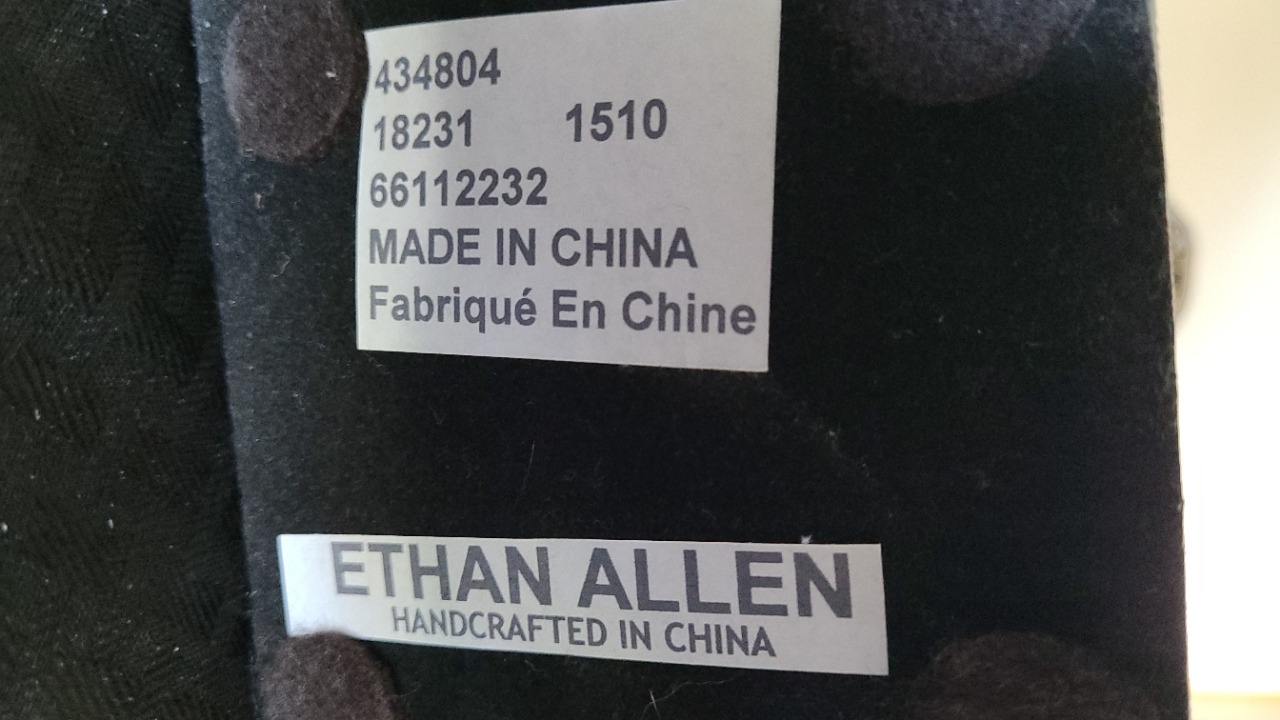 434804
18231 1510
66112232
MADE IN CHINA
Fabriqué En Chine
ETHAN ALLEN
HANDCRAFTED IN CHINA